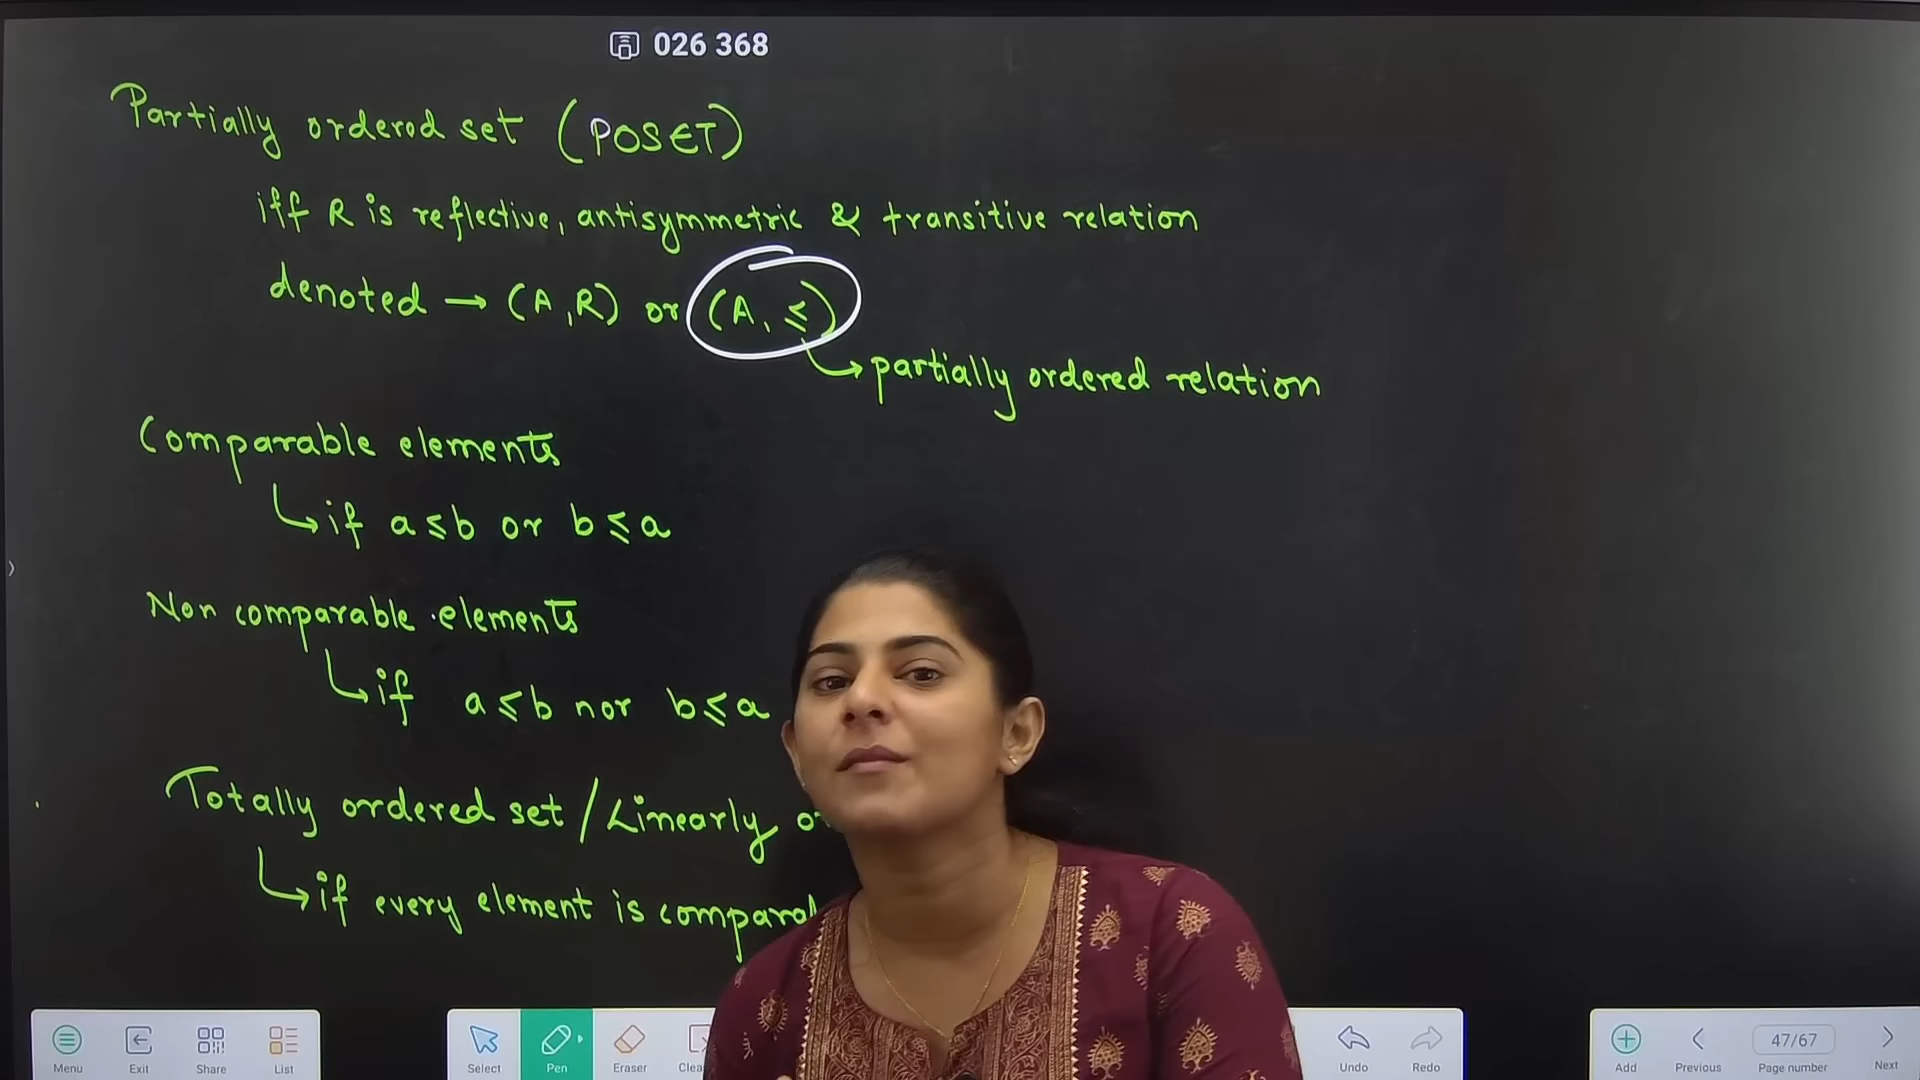 026 368
Partially ordered set (POSET)
iff R is reflective, antisymmetric & transitive relation
denoted → (A,R) or (A, ≤)
↳ partially ordered relation
Comparable elements
↳ if a ≤ b or b ≤ a
Non comparable elements
↳ if a ≤ b nor b ≤ a
Totally ordered set / Linearly
↳ if every element is
Menu Exit Share List Select Pen Eraser Undo Redo Add Previous 47/67 Page number Next